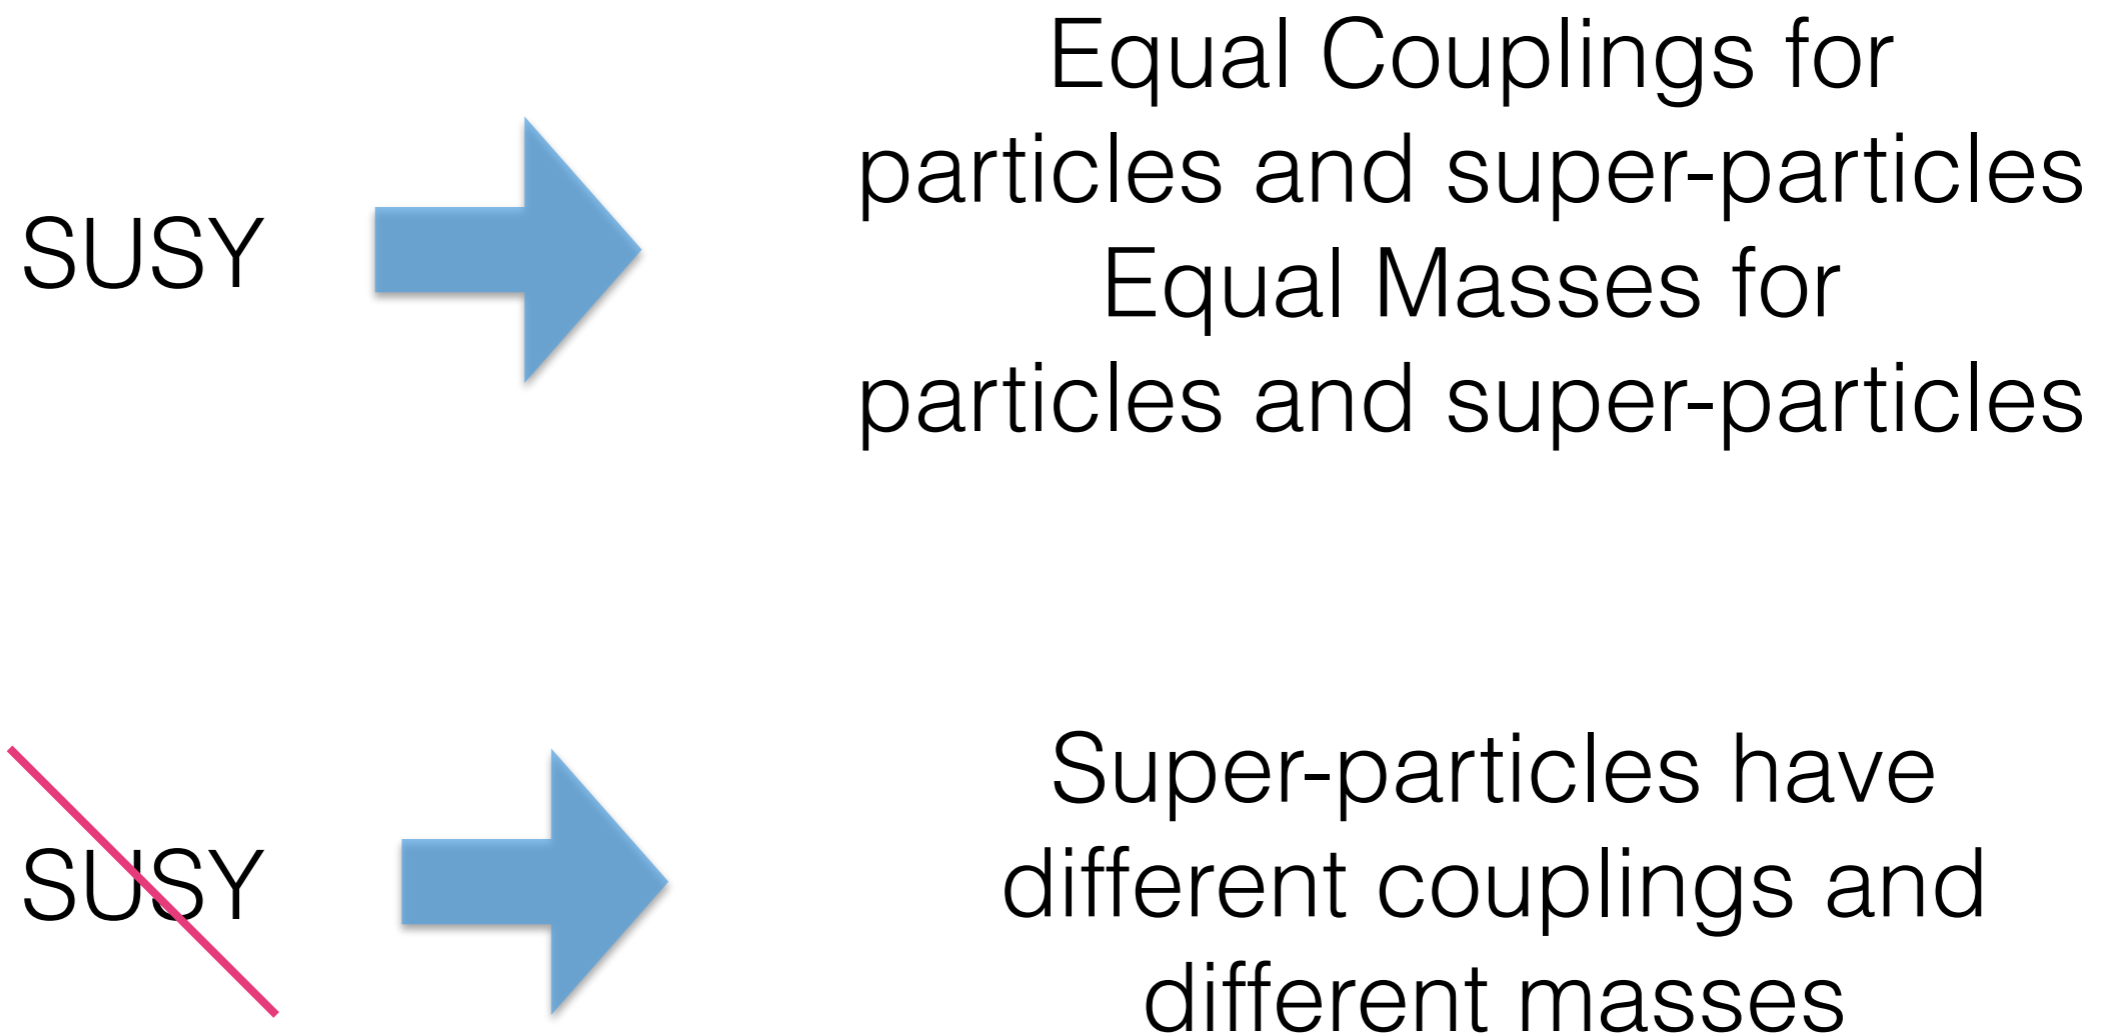 SUSY
Equal Couplings for
particles and super-particles
Equal Masses for
particles and super-particles
SUSY
Super-particles have
different couplings and
different masses